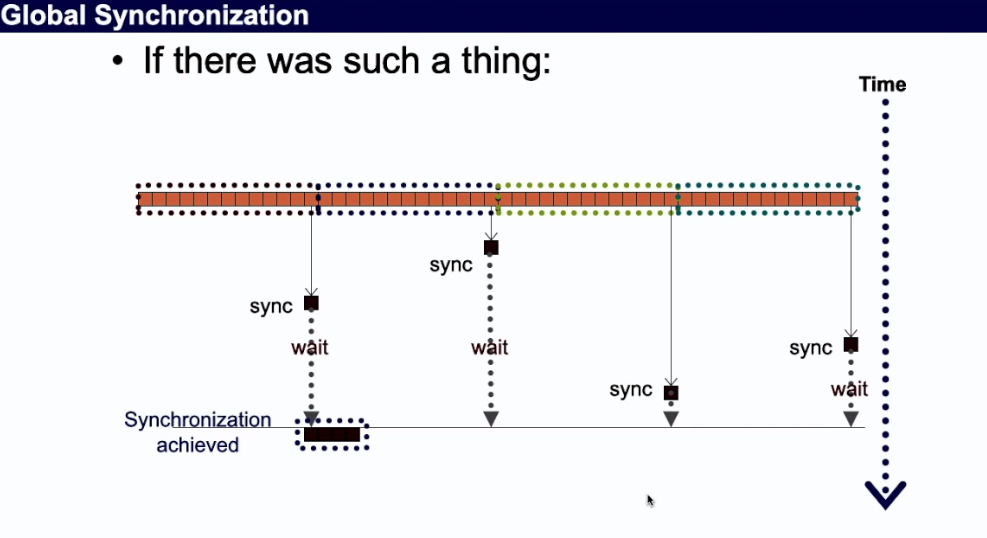 Global Synchronization
• If there was such a thing:
Time
sync
sync
wait
wait
sync
sync
wait
Synchronization
achieved